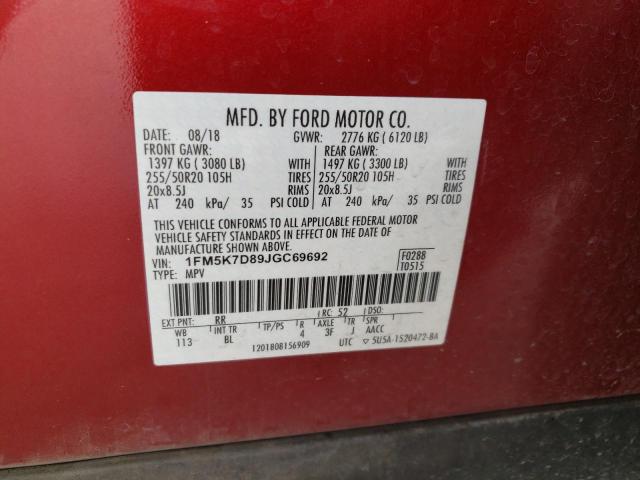 MFD. BY FORD MOTOR CO.
DATE: 08/18 GVWR: 2776 KG ( 6120 LB)
FRONT GAWR: REAR GAWR:
1397 KG ( 3080 LB) WITH 1497 KG ( 3300 LB) WITH
255/50R20 105H TIRES 255/50R20 105H TIRES
20x8.5J RIMS 20x8.5J RIMS
AT 240 kPa/ 35 PSI COLD AT 240 kPa/ 35 PSI COLD
THIS VEHICLE CONFORMS TO ALL APPLICABLE FEDERAL MOTOR
VEHICLE SAFETY STANDARDS IN EFFECT ON THE DATE OF
MANUFACTURE SHOWN ABOVE.
VIN: 1FM5K7D89JGC69692 F0288
TYPE: MPV T0515
EXT PNT: RR RC: 52 DSO:
WB INT TR TP/PS R AXLE TR SPR
113 BL 4 3F J AACC
1201808156909 UTC ▽ 5U5A-1520472-BA